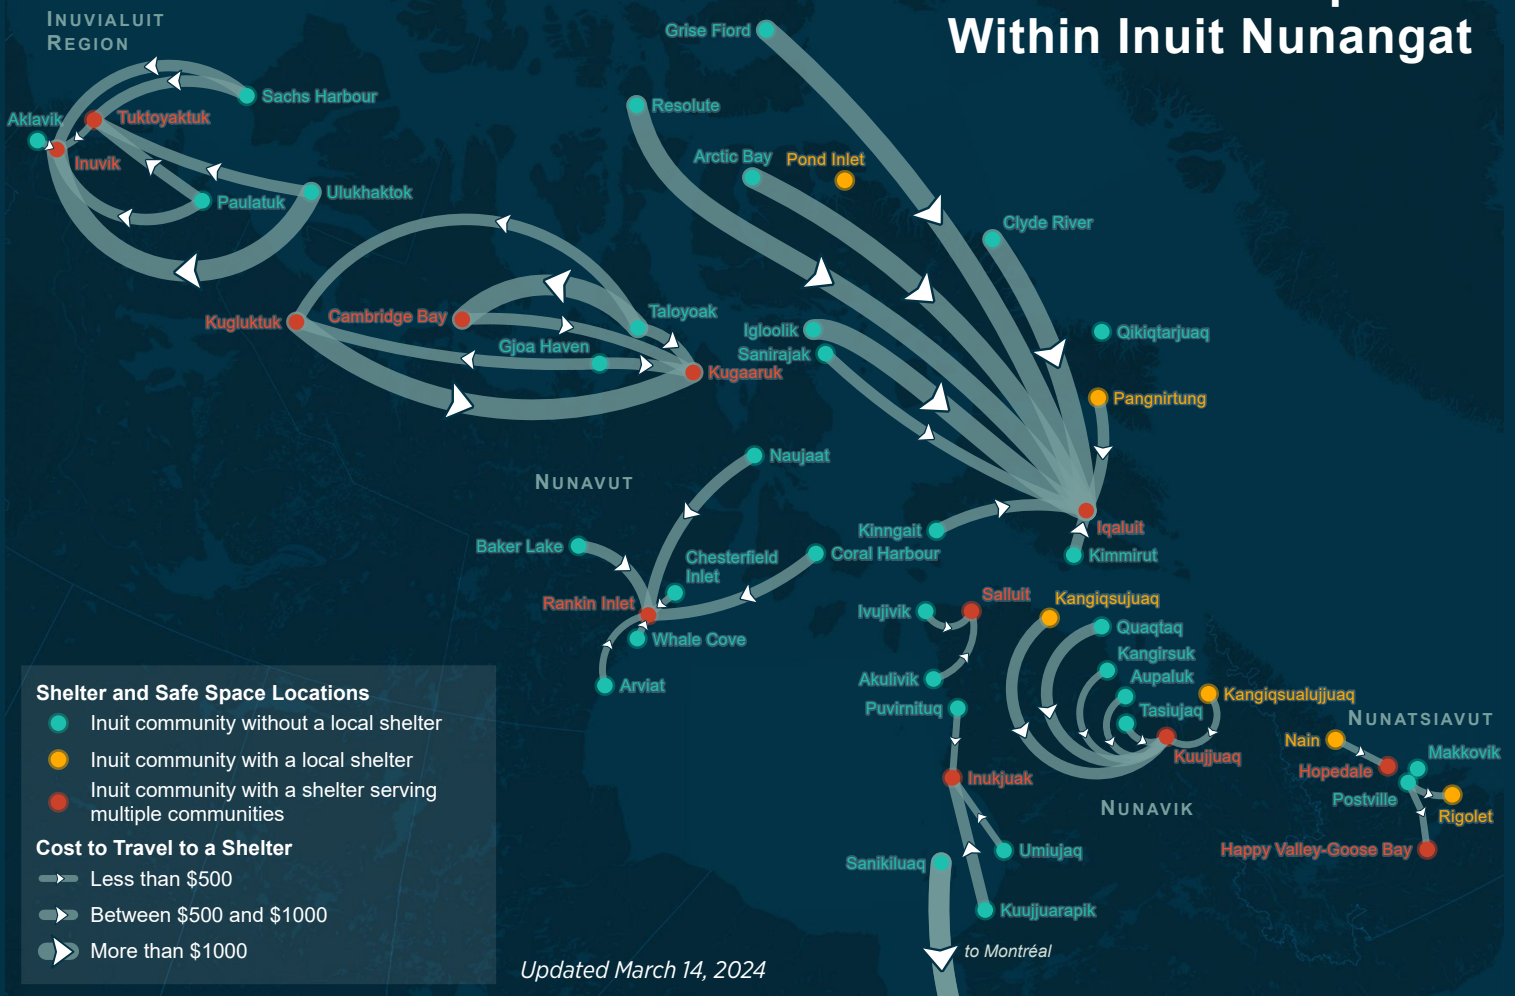 Within Inuit Nunangat
INUVIALUIT
REGION
Grise Fiord
Sachs Harbour
Resolute
Aklavik
Tuktoyaktuk
Inuvik
Arctic Bay
Pond Inlet
Paulatuk
Ulukhaktok
Clyde River
Kugluktuk
Cambridge Bay
Taloyoak
Gjoa Haven
Kugaaruk
Igloolik
Sanirajak
Qikiqtarjuaq
Pangnirtung
Naujaat
NUNAVUT
Baker Lake
Chesterfield
Inlet
Coral Harbour
Kinngait
Iqaluit
Kimmirut
Rankin Inlet
Whale Cove
Arviat
Ivujivik
Salluit
Kangiqsujuaq
Quaqtaq
Kangirsuk
Aupaluk
Akulivik
Puvirnituq
Tasiujaq
Kangiqsualujjuaq
Kuujjuaq
Inukjuak
NUNAVIK
NUNATSIAVUT
Nain
Makkovik
Hopedale
Postville
Rigolet
Happy Valley-Goose Bay
Sanikiluaq
Umiujaq
Kuujjuarapik
to Montréal
Shelter and Safe Space Locations
Inuit community without a local shelter
Inuit community with a local shelter
Inuit community with a shelter serving
multiple communities
Cost to Travel to a Shelter
Less than $500
Between $500 and $1000
More than $1000
Updated March 14, 2024